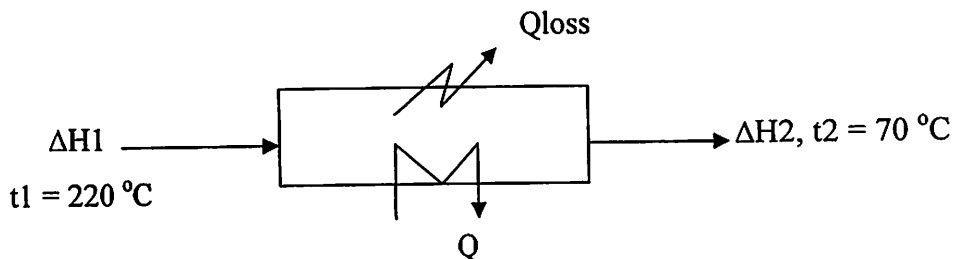 Qloss
ΔH1
ΔH2, t2 = 70 °C
t1 = 220 °C
Q